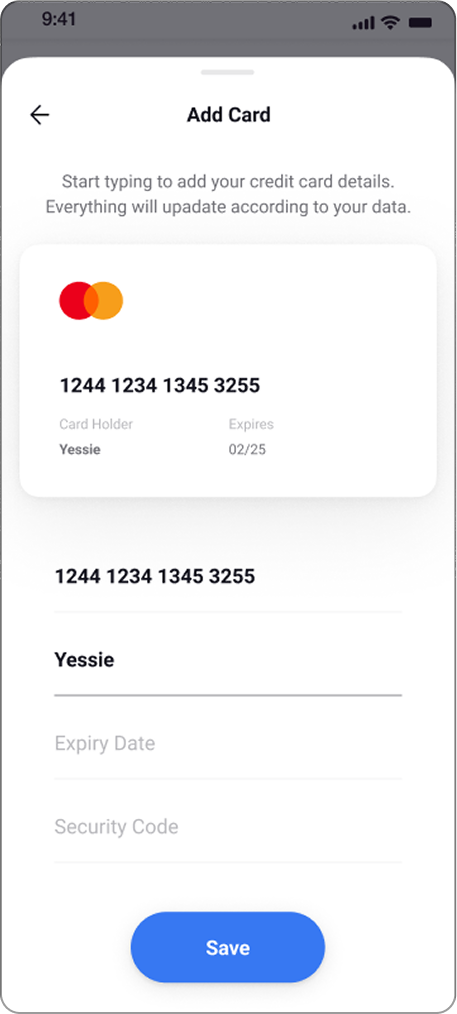 9:41
Add Card
Start typing to add your credit card details.
Everything will upadate according to your data.
1244 1234 1345 3255
Card Holder Expires
Yessie 02/25
1244 1234 1345 3255
Yessie
Expiry Date
Security Code
Save